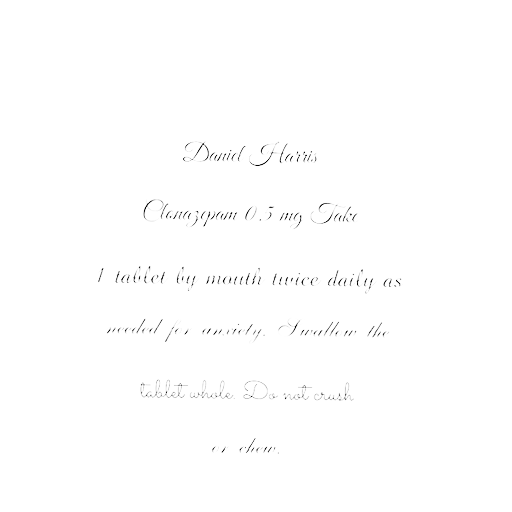 Daniel Harris
Clonazepam 0.5 mg Take
1 tablet by mouth twice daily as
needed for anxiety. Swallow the
tablet whole. Do not crush
or chew.